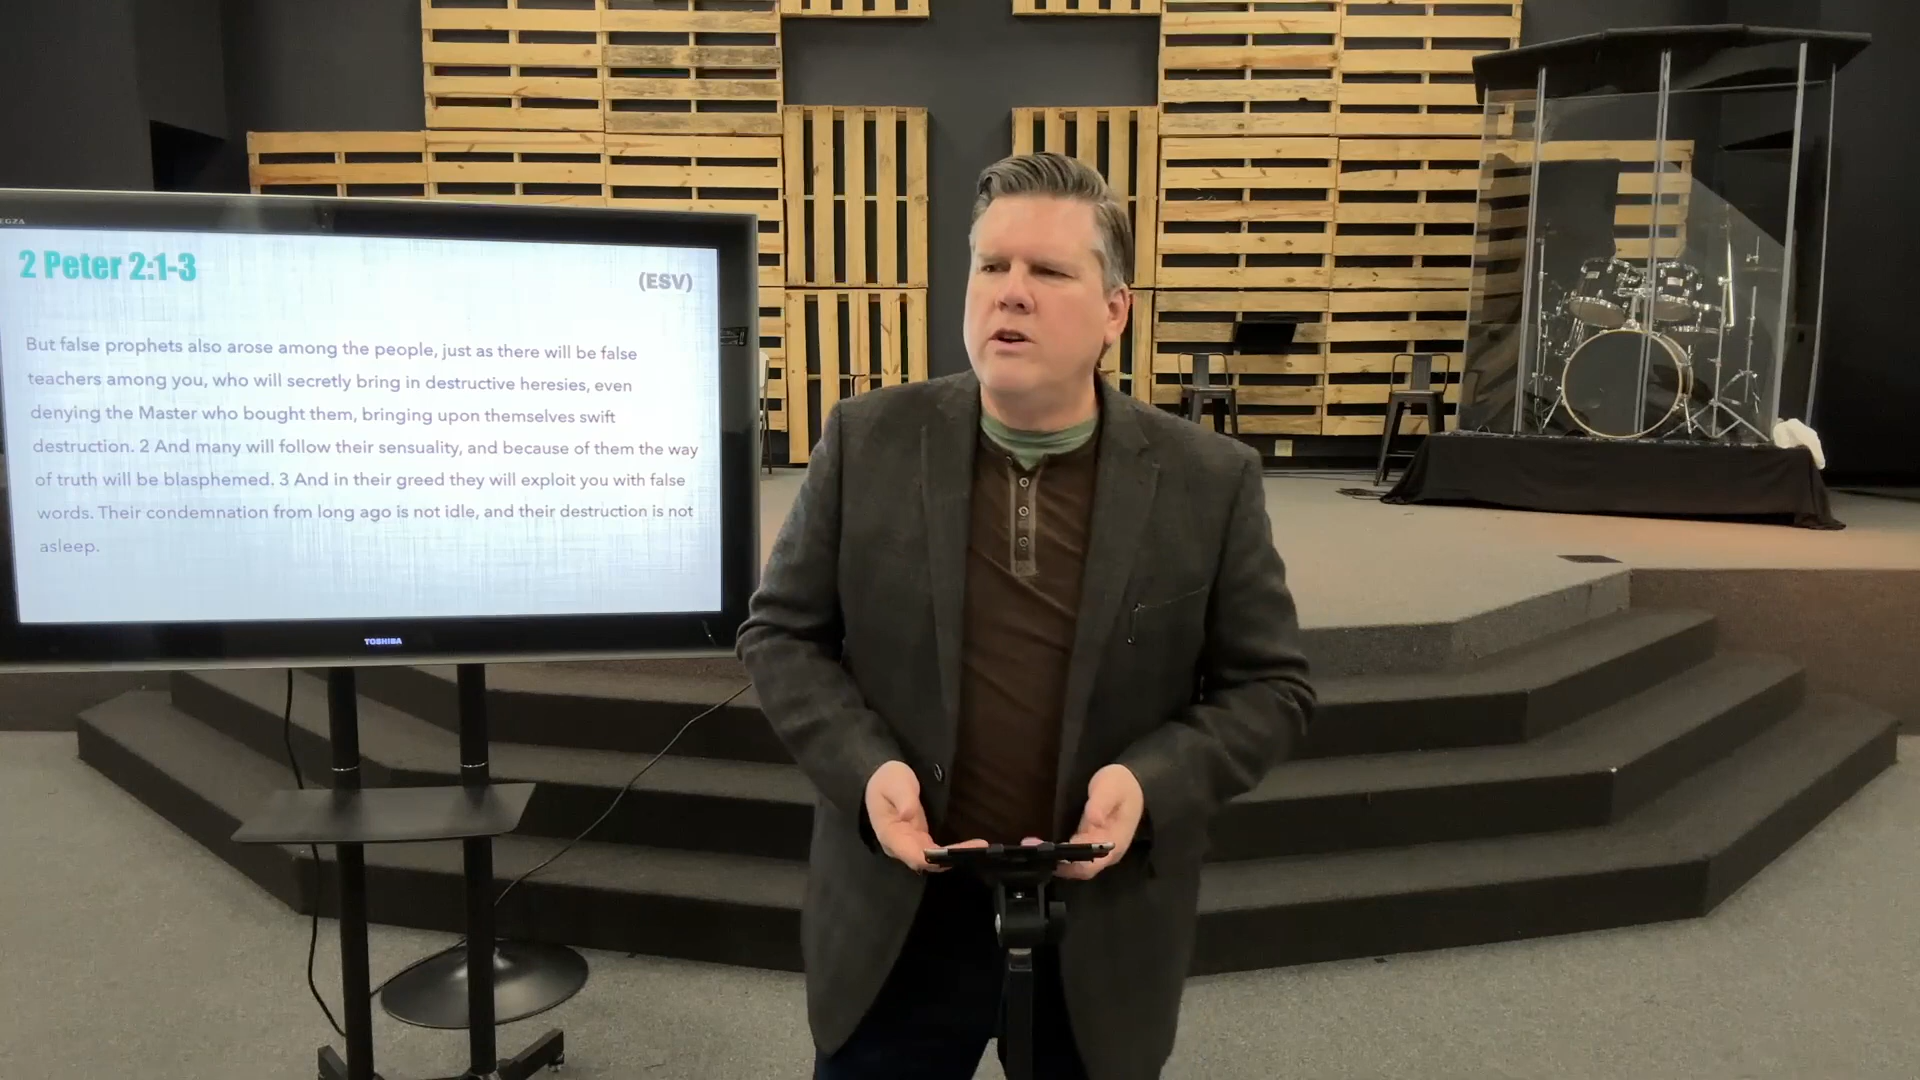 EGZA
2 Peter 2:1-3
(ESV)
But false prophets also arose among the people, just as there will be false
teachers among you, who will secretly bring in destructive heresies, even
denying the Master who bought them, bringing upon themselves swift
destruction. 2 And many will follow their sensuality, and because of them the way
of truth will be blasphemed. 3 And in their greed they will exploit you with false
words. Their condemnation from long ago is not idle, and their destruction is not
asleep.
TOSHIBA